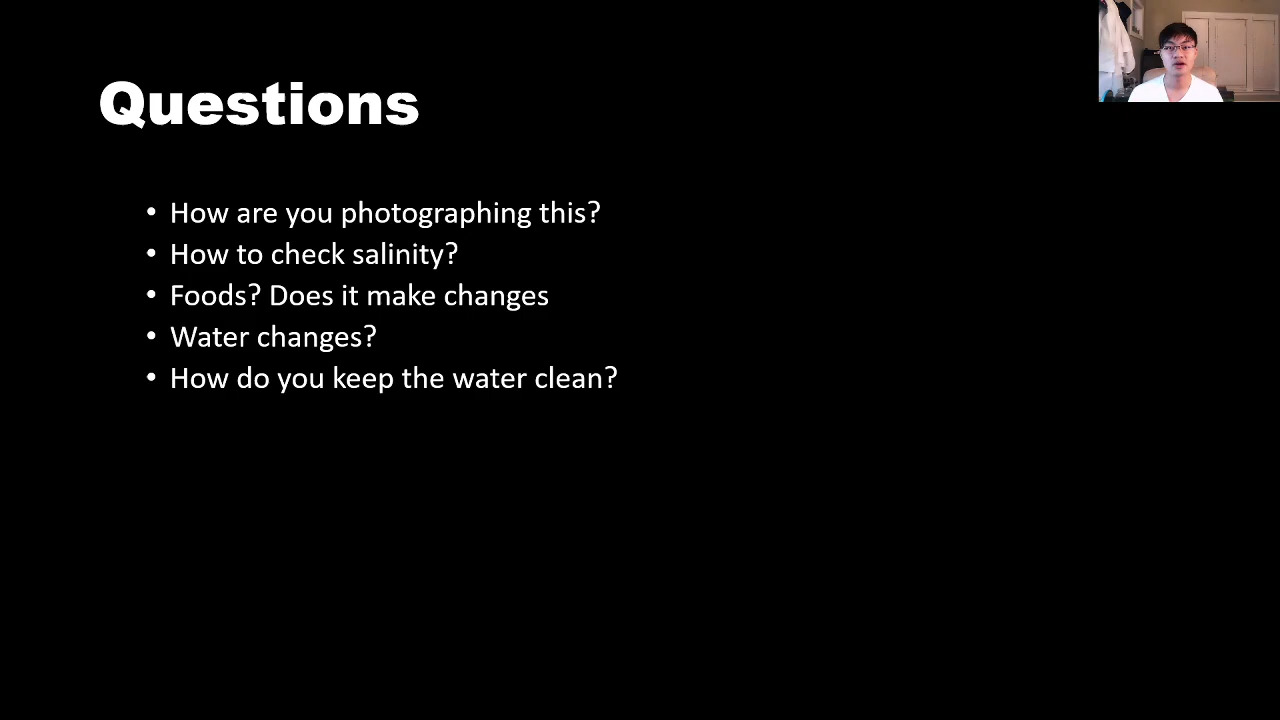 Questions
• How are you photographing this?
• How to check salinity?
• Foods? Does it make changes
• Water changes?
• How do you keep the water clean?